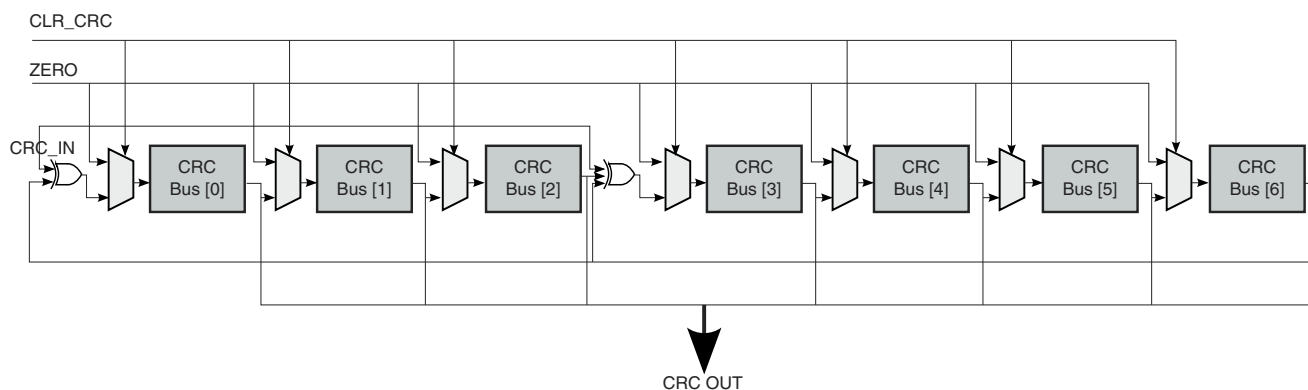 CLR_CRC
ZERO
CRC_IN
CRC
Bus [0]
CRC
Bus [1]
CRC
Bus [2]
CRC
Bus [3]
CRC
Bus [4]
CRC
Bus [5]
CRC
Bus [6]
CRC OUT